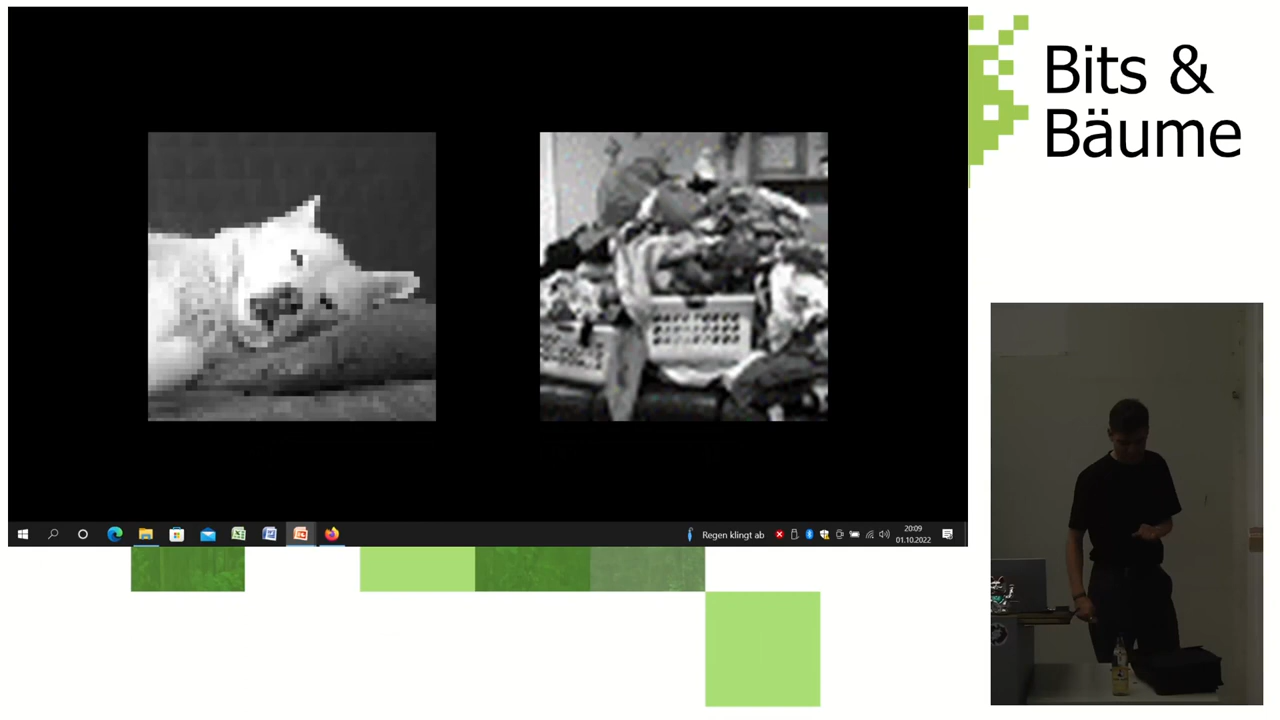 Bits &
Bäume
Regen klingt ab
20:09
01.10.2022